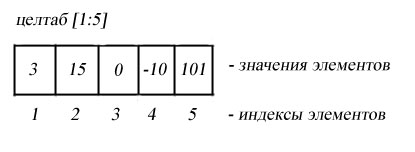 целтаб [1:5]
3 15 0 -10 101 - значения элементов
1 2 3 4 5 - индексы элементов